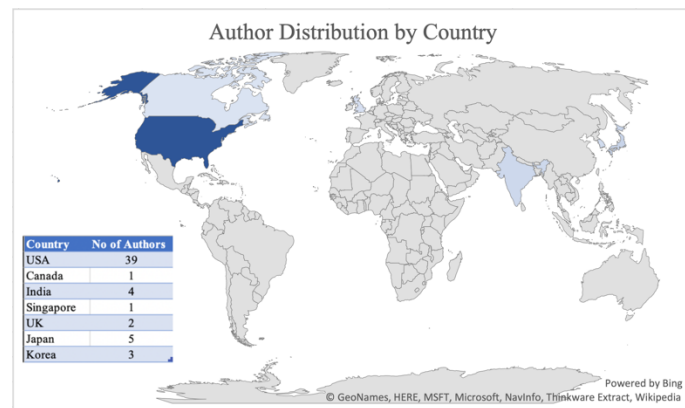 Author Distribution by Country
Country No of Authors
USA 39
Canada 1
India 4
Singapore 1
UK 2
Japan 5
Korea 3
Powered by Bing
© GeoNames, HERE, MSFT, Microsoft, NavInfo, Thinkware Extract, Wikipedia